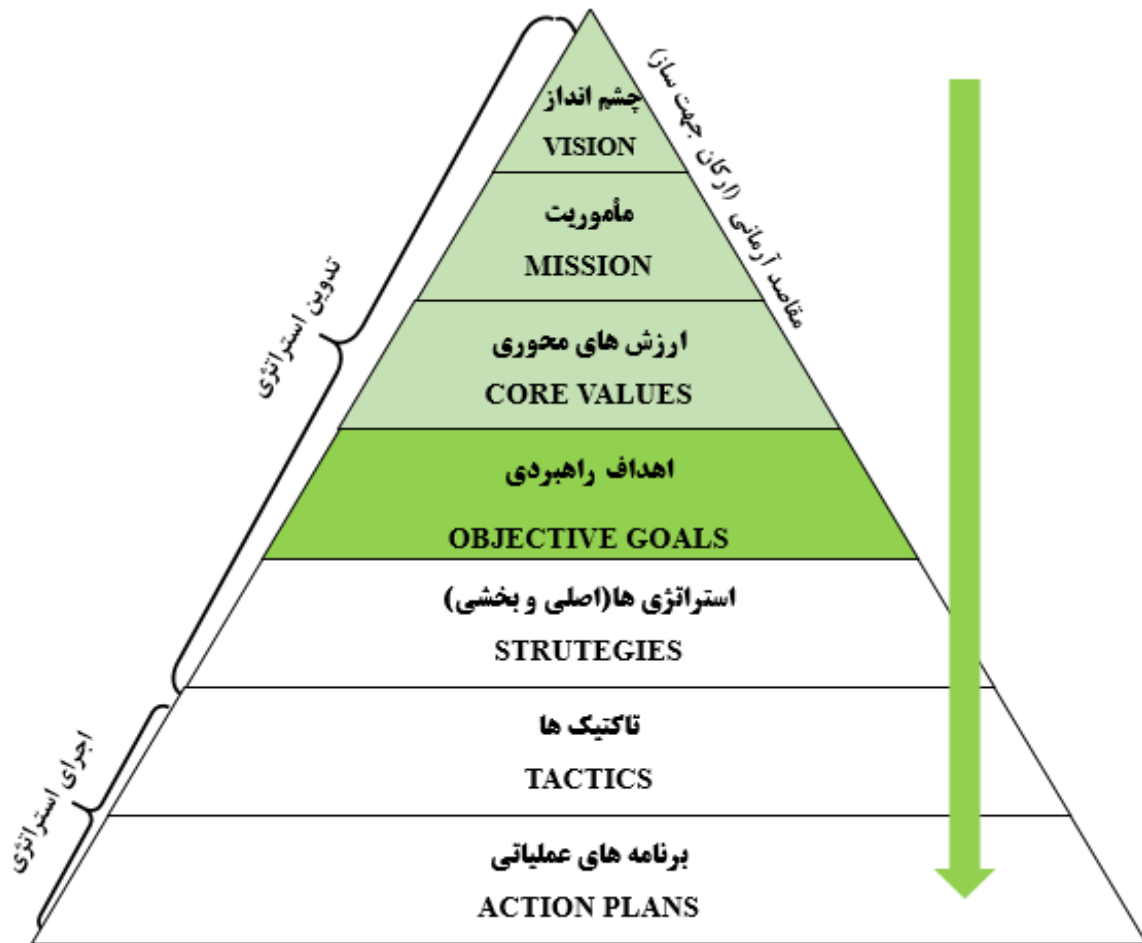 چشم انداز
VISION
مأموریت
MISSION
ارزش های محوری
CORE VALUES
اهداف راهبردی
OBJECTIVE GOALS
استراتژی ها(اصلی و بخشی)
STRUTEGIES
تاکتیک ها
TACTICS
برنامه های عملیاتی
ACTION PLANS
مقاصد آرمانی (ارکان جهت ساز)
تدوین استراتژی
اجرای استراتژی